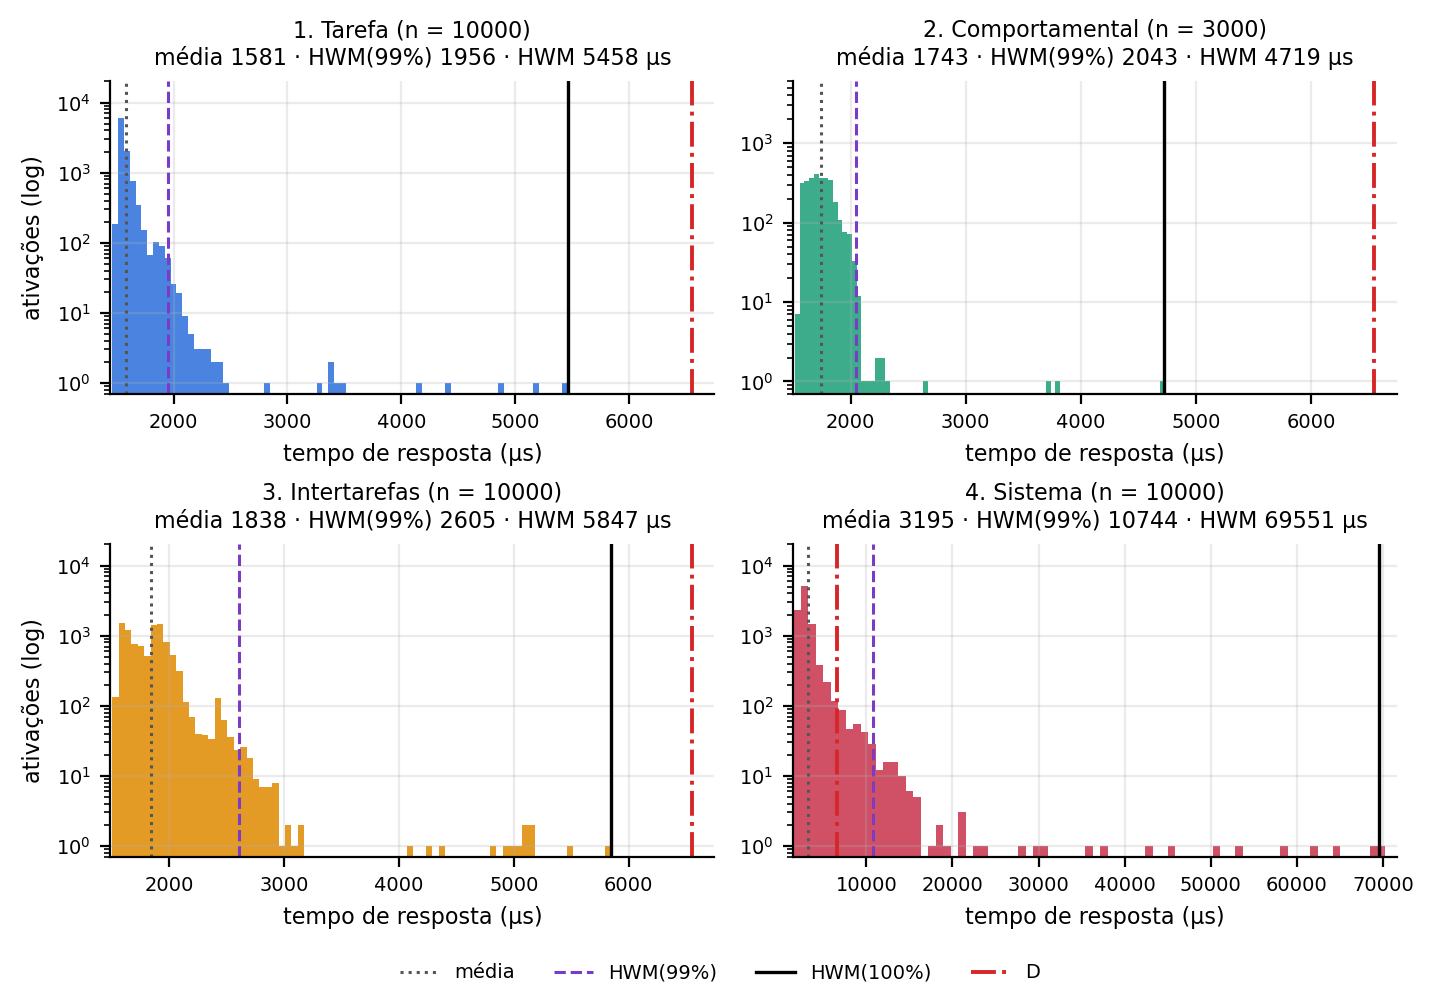 1. Tarefa (n = 10000)
média 1581 · HWM(99%) 1956 · HWM 5458 µs
10⁴
10³
10²
10¹
10⁰
ativações (log)
2000 3000 4000 5000 6000
tempo de resposta (µs)
2. Comportamental (n = 3000)
média 1743 · HWM(99%) 2043 · HWM 4719 µs
10³
10²
10¹
10⁰
2000 3000 4000 5000 6000
tempo de resposta (µs)
3. Intertarefas (n = 10000)
média 1838 · HWM(99%) 2605 · HWM 5847 µs
10⁴
10³
10²
10¹
10⁰
ativações (log)
2000 3000 4000 5000 6000
tempo de resposta (µs)
4. Sistema (n = 10000)
média 3195 · HWM(99%) 10744 · HWM 69551 µs
10⁴
10³
10²
10¹
10⁰
10000 20000 30000 40000 50000 60000 70000
tempo de resposta (µs)
média HWM(99%) HWM(100%) D